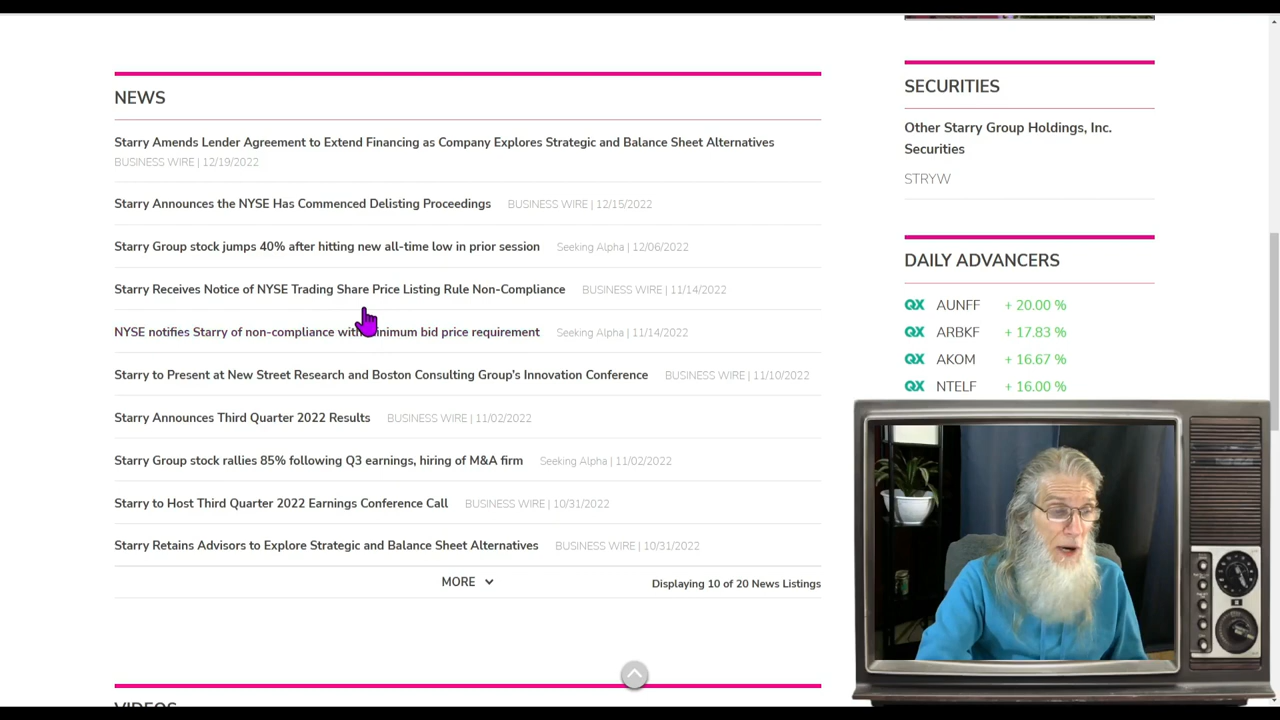 NEWS
Starry Amends Lender Agreement to Extend Financing as Company Explores Strategic and Balance Sheet Alternatives
BUSINESS WIRE | 12/19/2022
Starry Announces the NYSE Has Commenced Delisting Proceedings BUSINESS WIRE | 12/15/2022
Starry Group stock jumps 40% after hitting new all-time low in prior session Seeking Alpha | 12/06/2022
Starry Receives Notice of NYSE Trading Share Price Listing Rule Non-Compliance BUSINESS WIRE | 11/14/2022
NYSE notifies Starry of non-compliance with minimum bid price requirement Seeking Alpha | 11/14/2022
Starry to Present at New Street Research and Boston Consulting Group's Innovation Conference BUSINESS WIRE | 11/10/2022
Starry Announces Third Quarter 2022 Results BUSINESS WIRE | 11/02/2022
Starry Group stock rallies 85% following Q3 earnings, hiring of M&A firm Seeking Alpha | 11/02/2022
Starry to Host Third Quarter 2022 Earnings Conference Call BUSINESS WIRE | 10/31/2022
Starry Retains Advisors to Explore Strategic and Balance Sheet Alternatives BUSINESS WIRE | 10/31/2022
MORE
Displaying 10 of 20 News Listings
VIDEOS
SECURITIES
Other Starry Group Holdings, Inc.
Securities
STRYW
DAILY ADVANCERS
QX AUNFF + 20.00 %
QX ARBKF + 17.83 %
QX AKOM + 16.67 %
QX NTELF + 16.00 %